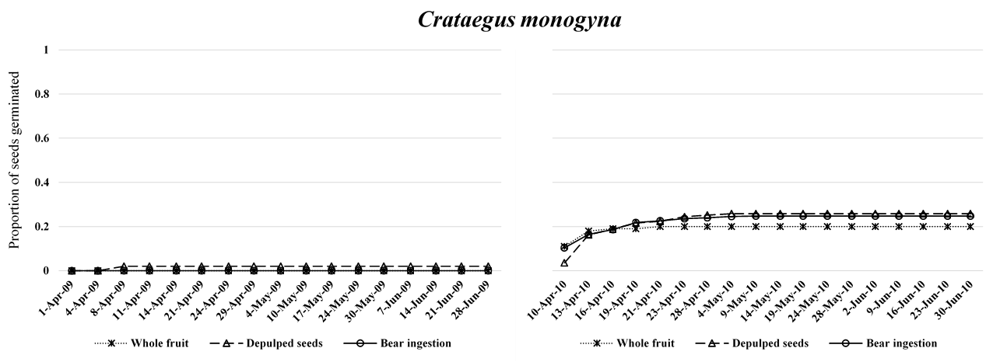 Crataegus monogyna
Proportion of seeds germinated
1
0.8
0.6
0.4
0.2
0
1-Apr-09
4-Apr-09
8-Apr-09
11-Apr-09
14-Apr-09
21-Apr-09
24-Apr-09
29-Apr-09
4-May-09
10-May-09
17-May-09
24-May-09
30-May-09
7-Jun-09
14-Jun-09
21-Jun-09
28-Jun-09
Whole fruit
Depulped seeds
Bear ingestion
10-Apr-10
13-Apr-10
16-Apr-10
19-Apr-10
21-Apr-10
23-Apr-10
28-Apr-10
4-May-10
9-May-10
14-May-10
19-May-10
24-May-10
28-May-10
2-Jun-10
9-Jun-10
16-Jun-10
23-Jun-10
30-Jun-10
Whole fruit
Depulped seeds
Bear ingestion